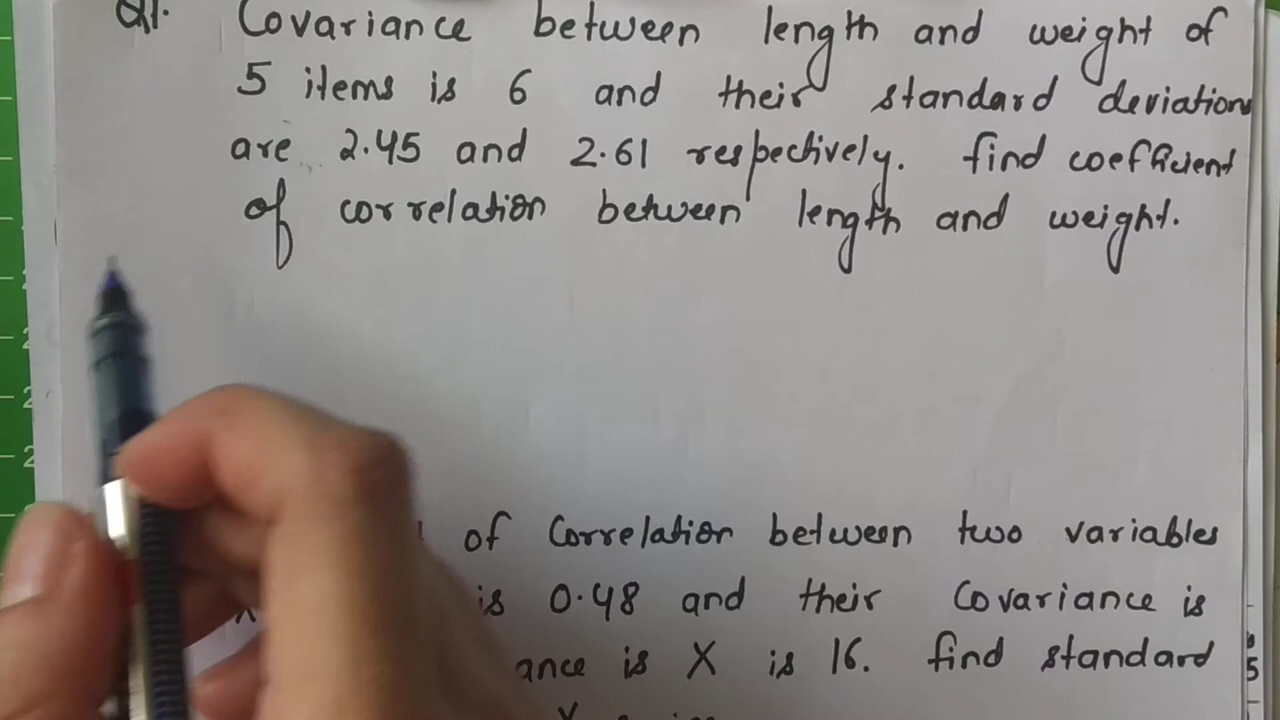 Q1. Covariance between length and weight of
5 items is 6 and their standard deviations
are 2.45 and 2.61 respectively. find coefficient
of correlation between length and weight.
of Correlation between two variables
is 0.48 and their Covariance is
is X is 16. find standard